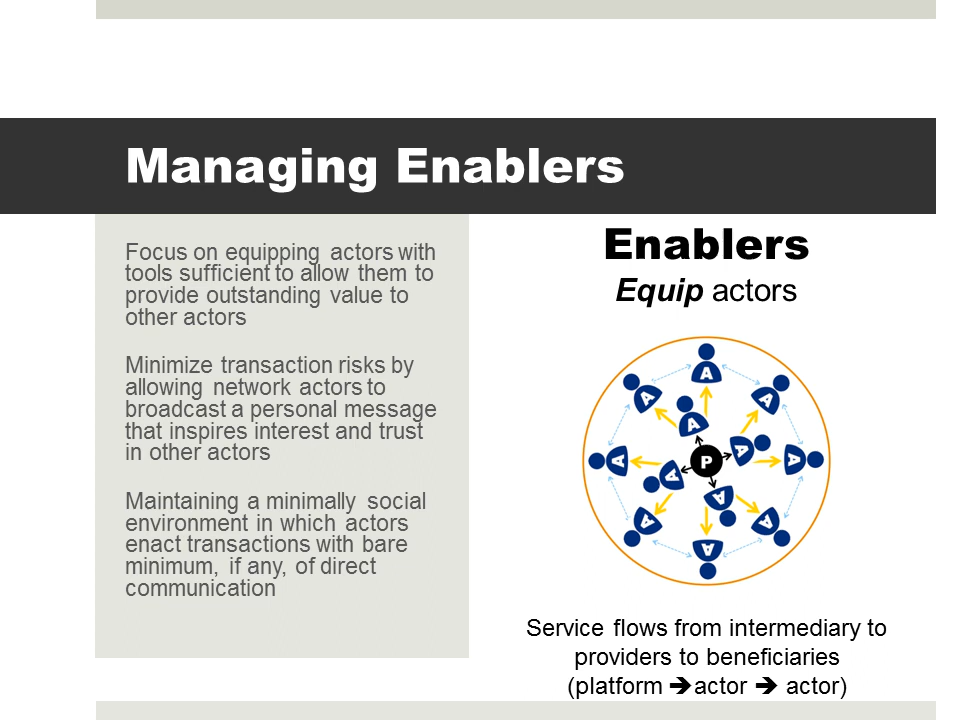 Managing Enablers
Focus on equipping actors with
tools sufficient to allow them to
provide outstanding value to
other actors
Minimize transaction risks by
allowing network actors to
broadcast a personal message
that inspires interest and trust
in other actors
Maintaining a minimally social
environment in which actors
enact transactions with bare
minimum, if any, of direct
communication
Enablers
Equip actors
A
A
A
A
A
P
A
A
A
A
A
A
A
Service flows from intermediary to
providers to beneficiaries
(platform ➔actor ➔ actor)